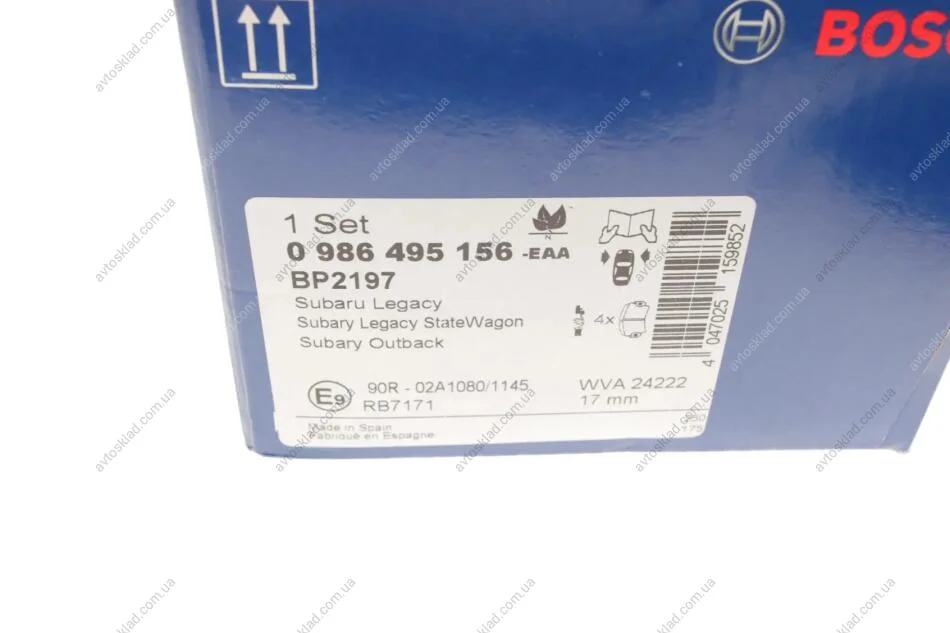 BOSC
1 Set
0 986 495 156 -EAA
BP2197
Subaru Legacy
Subary Legacy StateWagon
Subary Outback
4x
4 047025 159852
E9
90R - 02A1080/1145
RB7171
WVA 24222
17 mm
175
Made in Spain
Fabriqué en Espagne
avtosklad.com.ua